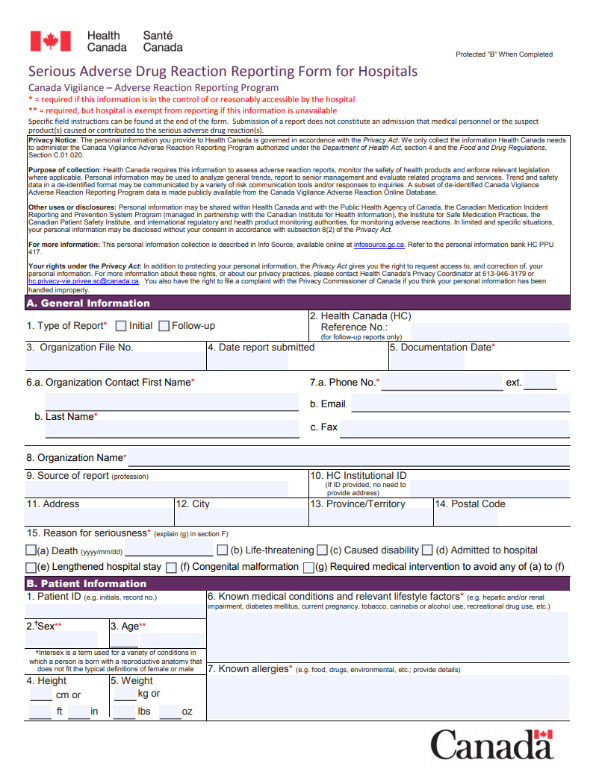 Health Santé
Canada Canada
Protected "B" When Completed
Serious Adverse Drug Reaction Reporting Form for Hospitals
Canada Vigilance – Adverse Reaction Reporting Program
* = required if this information is in the control of or reasonably accessible by the hospital
** = required, but hospital is exempt from reporting if this information is unavailable
Specific field instructions can be found at the end of the form. Submission of a report does not constitute an admission that medical personnel or the suspect
product(s) caused or contributed to the serious adverse drug reaction(s).
Privacy Notice: The personal information you provide to Health Canada is governed in accordance with the Privacy Act. We only collect the information Health Canada needs
to administer the Canada Vigilance Adverse Reaction Reporting Program authorized under the Department of Health Act, section 4 and the Food and Drug Regulations,
Section C.01.020.
Purpose of collection: Health Canada requires this information to assess adverse reaction reports, monitor the safety of health products and enforce relevant legislation
where applicable. Personal information may be used to analyze general trends, report to senior management and evaluate related programs and services. Trend and safety
data in a de-identified format may be communicated by a variety of risk communication tools and/or responses to inquiries. A subset of de-identified Canada Vigilance
Adverse Reaction Reporting Program data is made publicly available from the Canada Vigilance Adverse Reaction Online Database.
Other uses or disclosures: Personal information may be shared within Health Canada and with the Public Health Agency of Canada, the Canadian Medication Incident
Reporting and Prevention System Program (managed in partnership with the Canadian Institute for Health Information), the Institute for Safe Medication Practices, the
Canadian Patient Safety Institute, and international regulatory and health product monitoring authorities, for monitoring adverse reactions. In limited and specific situations,
your personal information may be disclosed without your consent in accordance with subsection 8(2) of the Privacy Act.
For more information: This personal information collection is described in Info Source, available online at infosource.gc.ca. Refer to the personal information bank HC PPU
417.
Your rights under the Privacy Act: In addition to protecting your personal information, the Privacy Act gives you the right to request access to, and correction of, your
personal information. For more information about these rights, or about our privacy practices, please contact Health Canada's Privacy Coordinator at 613-946-3179 or
hc.privacy-vie.privee.sc@canada.ca. You also have the right to file a complaint with the Privacy Commissioner of Canada if you think your personal information has been
handled improperly.
A. General Information
1. Type of Report* Initial Follow-up
2. Health Canada (HC)
Reference No.:
(for follow-up reports only)
3. Organization File No. 4. Date report submitted 5. Documentation Date*
6.a. Organization Contact First Name* 7.a. Phone No.* ext.
b. Email
b. Last Name*
c. Fax
8. Organization Name*
9. Source of report (profession) 10. HC Institutional ID
(If ID provided, no need to
provide address)
11. Address 12. City 13. Province/Territory 14. Postal Code
15. Reason for seriousness* (explain (g) in section F)
(a) Death (yyyy/mm/dd) (b) Life-threatening (c) Caused disability (d) Admitted to hospital
(e) Lengthened hospital stay (f) Congenital malformation (g) Required medical intervention to avoid any of (a) to (f)
B. Patient Information
1. Patient ID (e.g. initials, record no.)
6. Known medical conditions and relevant lifestyle factors* (e.g. hepatic and/or renal
impairment, diabetes mellitus, current pregnancy, tobacco, cannabis or alcohol use, recreational drug use, etc.)
2.†Sex** 3. Age**
†Intersex is a term used for a variety of conditions in
which a person is born with a reproductive anatomy that
does not fit the typical definitions of female or male
7. Known allergies* (e.g. food, drugs, environmental, etc.; provide details)
4. Height 5. Weight
cm or kg or
ft in lbs oz
Canada